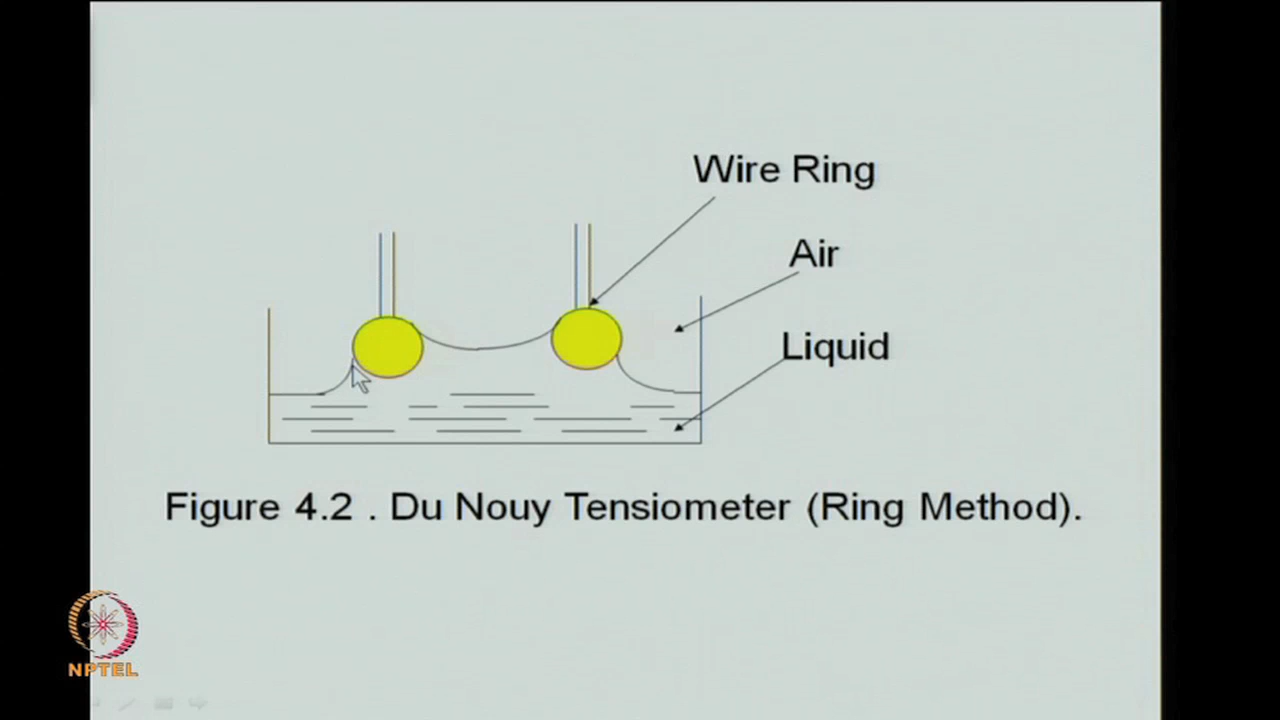 Wire Ring
Air
Liquid
Figure 4.2 . Du Nouy Tensiometer (Ring Method).
NPTEL